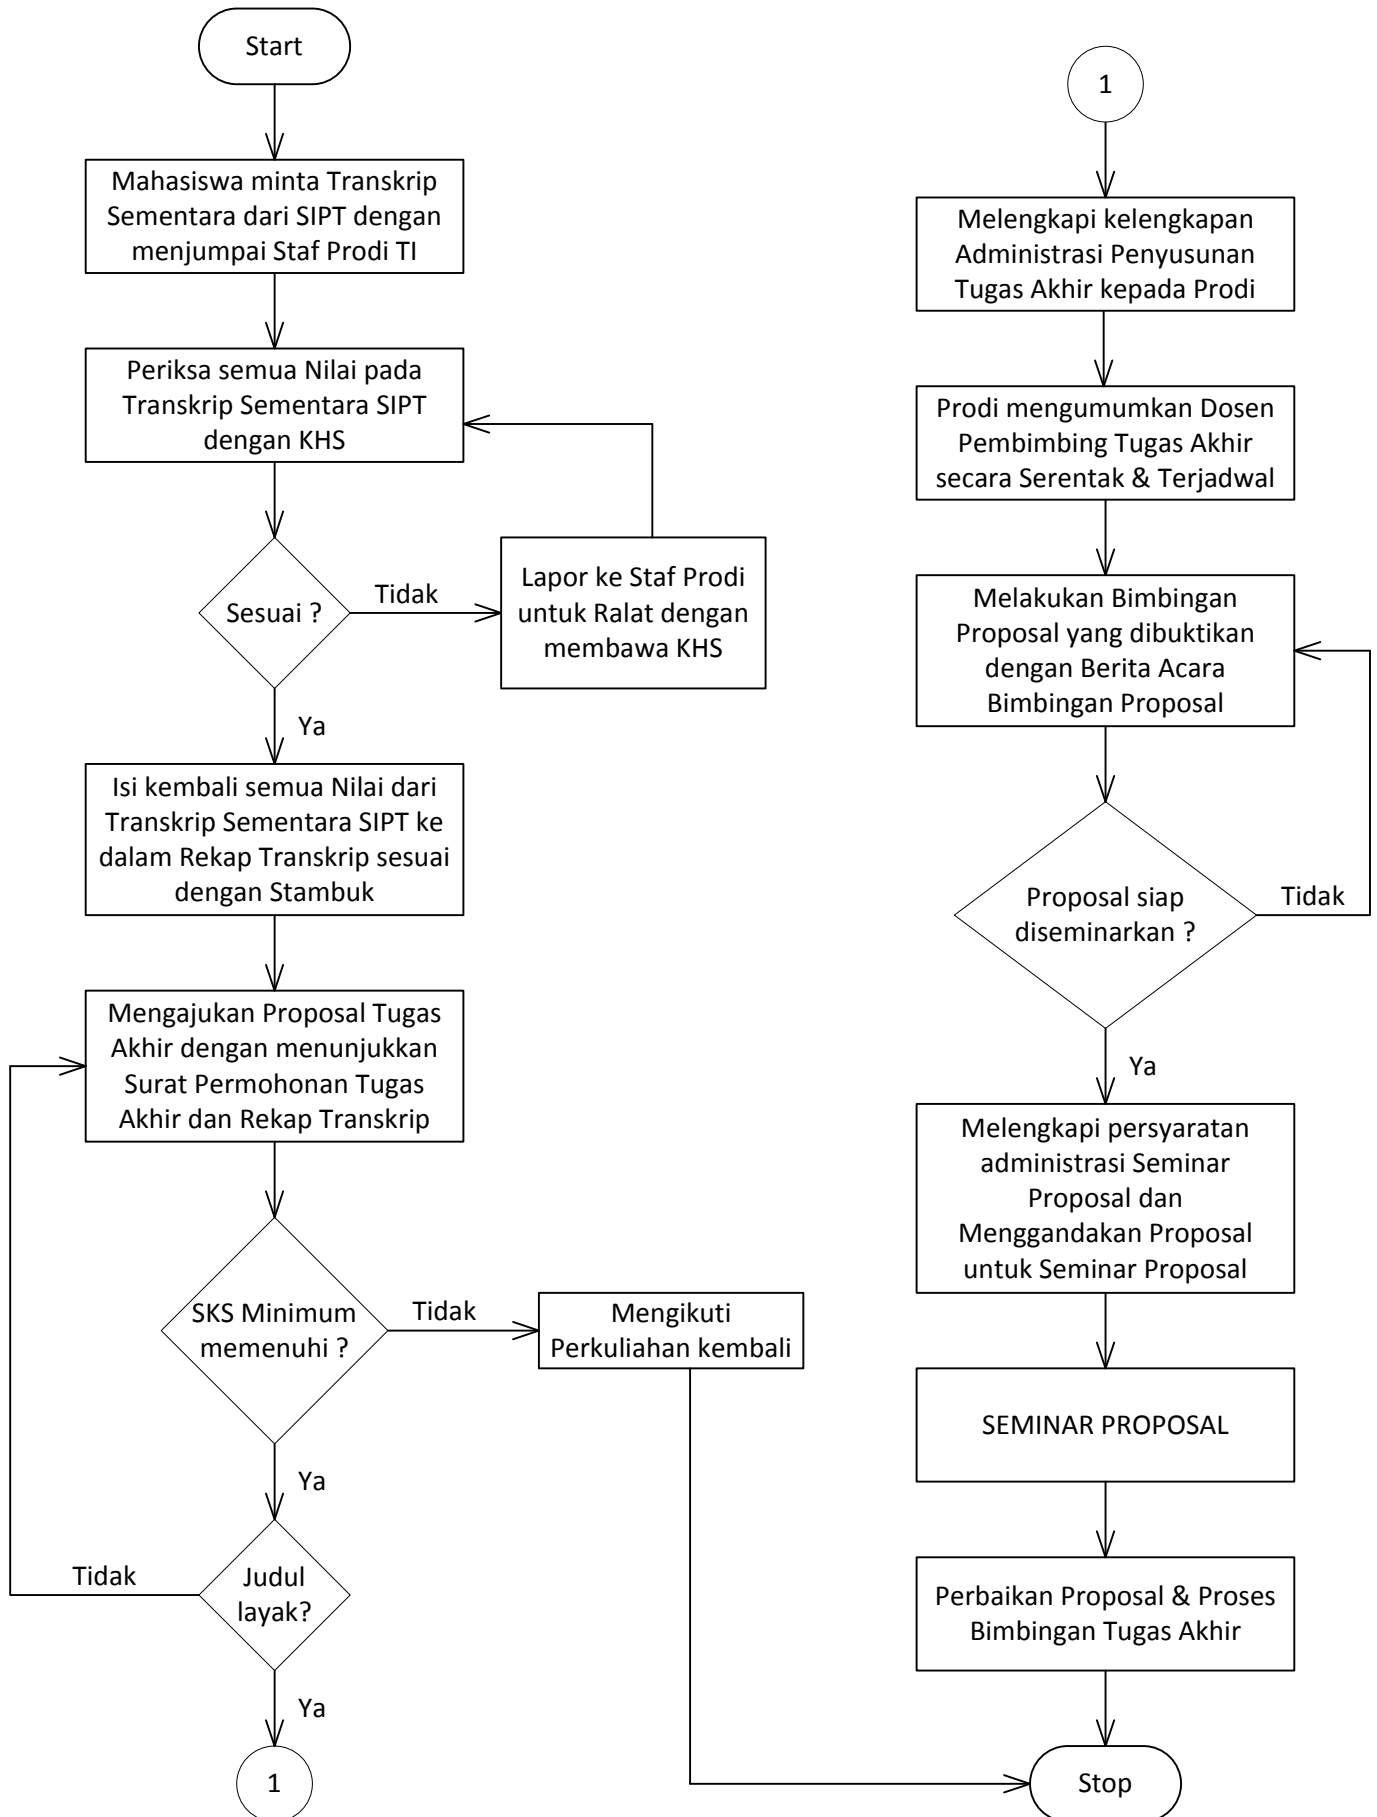 Start
Mahasiswa minta Transkrip
Sementara dari SIPT dengan
menjumpai Staf Prodi TI
Periksa semua Nilai pada
Transkrip Sementara SIPT
dengan KHS
Sesuai ?
Tidak
Lapor ke Staf Prodi
untuk Ralat dengan
membawa KHS
Ya
Isi kembali semua Nilai dari
Transkrip Sementara SIPT ke
dalam Rekap Transkrip sesuai
dengan Stambuk
Mengajukan Proposal Tugas
Akhir dengan menunjukkan
Surat Permohonan Tugas
Akhir dan Rekap Transkrip
SKS Minimum
memenuhi ?
Tidak
Mengikuti
Perkuliahan kembali
Ya
Judul
layak?
Tidak
Ya
1
1
Melengkapi kelengkapan
Administrasi Penyusunan
Tugas Akhir kepada Prodi
Prodi mengumumkan Dosen
Pembimbing Tugas Akhir
secara Serentak & Terjadwal
Melakukan Bimbingan
Proposal yang dibuktikan
dengan Berita Acara
Bimbingan Proposal
Proposal siap
diseminarkan ?
Tidak
Ya
Melengkapi persyaratan
administrasi Seminar
Proposal dan
Menggandakan Proposal
untuk Seminar Proposal
SEMINAR PROPOSAL
Perbaikan Proposal & Proses
Bimbingan Tugas Akhir
Stop